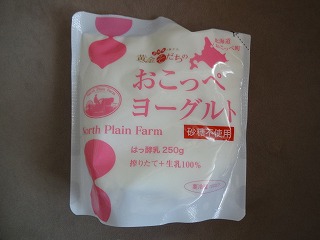 おこっぺ
ヨーグルト
North Plain Farm
砂糖不使用
はっ酵乳 250g
搾りたて+生乳100%